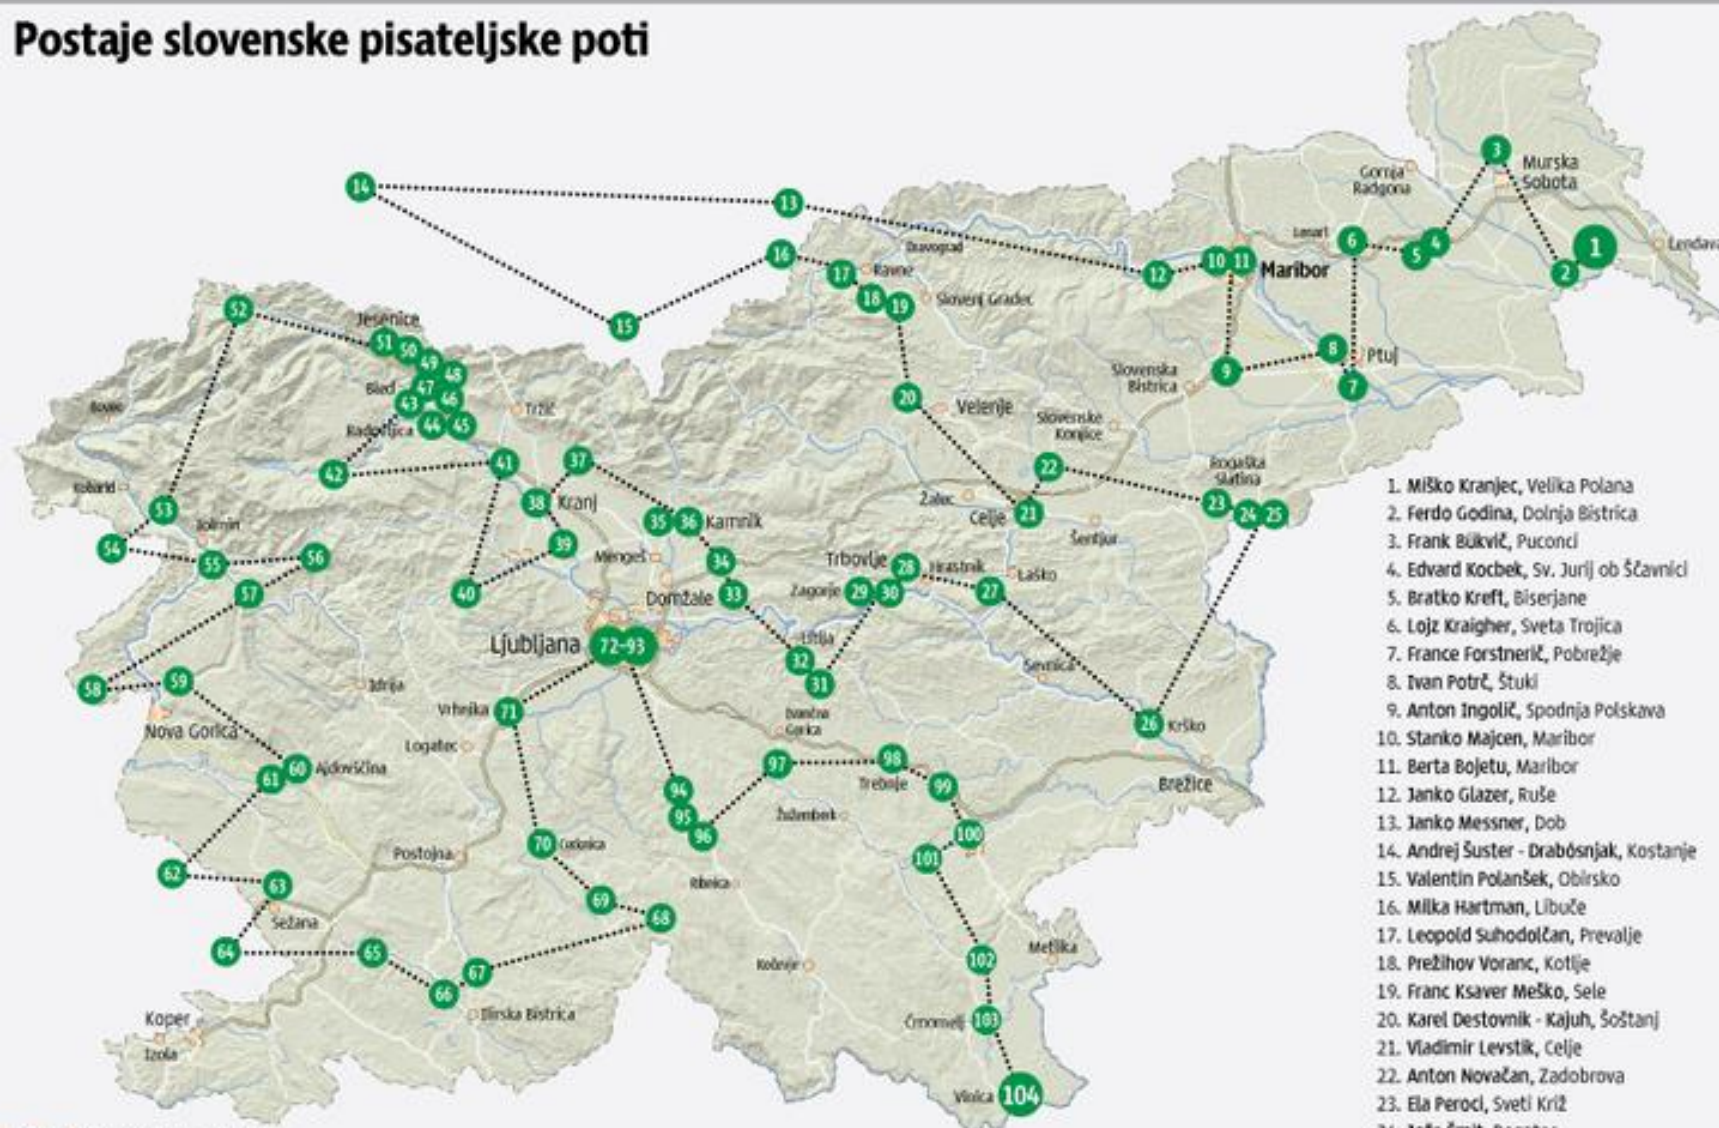 Postaje slovenske pisateljske poti
14
13
3
Murska
Sobota
Gornja
Radgona
16
Dravograd
Lenart
6
5
4
1
Lendava
2
17
Ravne
12
10
11
Maribor
18
19
Slovenj Gradec
52
15
Jesenice
51
50
49
48
8
Ptuj
9
Slovenska
Bistrica
7
Bled
47
46
43
20
Velenje
Bovec
Tržič
Radovljica
44
45
Slovenske
Konjice
42
41
37
22
Rogaška
Slatina
Kobarid
38
Kranj
Žalec
53
35
36
Kamnik
Celje
21
23
24
25
Tolmin
54
39
Šentjur
55
56
Mengeš
34
Trbovlje
28
Hrastnik
Laško
57
40
Domžale
33
Zagorje
29
30
27
Ljubljana
72-93
Litija
32
31
Sevnica
58
59
Idrija
Vrhnika
71
Ivančna
Gorica
26
Krško
Nova Gorica
Logatec
61
60
Ajdovščina
97
98
Trebnje
99
Brežice
94
95
96
Žužemberk
100
101
70
Cerknica
Postojna
62
63
Ribnica
69
68
Sežana
64
65
Metlika
102
67
Kočevje
66
Ilirska Bistrica
Koper
Izola
Črnomelj
103
Vinica
104
1. Miško Kranjec, Velika Polana
2. Ferdo Godina, Dolnja Bistrica
3. Frank Bükvič, Puconci
4. Edvard Kocbek, Sv. Jurij ob Ščavnici
5. Bratko Kreft, Biserjane
6. Lojz Kraigher, Sveta Trojica
7. France Forstnerič, Pobrežje
8. Ivan Potrč, Štuki
9. Anton Ingolič, Spodnja Polskava
10. Stanko Majcen, Maribor
11. Berta Bojetu, Maribor
12. Janko Glazer, Ruše
13. Janko Messner, Dob
14. Andrej Šuster - Drabósnjak, Kostanje
15. Valentin Polanšek, Obirsko
16. Milka Hartman, Libuče
17. Leopold Suhodolčan, Prevalje
18. Prežihov Voranc, Kotlje
19. Franc Ksaver Meško, Sele
20. Karel Destovnik - Kajuh, Šoštanj
21. Vladimir Levstik, Celje
22. Anton Novačan, Zadobrova
23. Ela Peroci, Sveti Križ